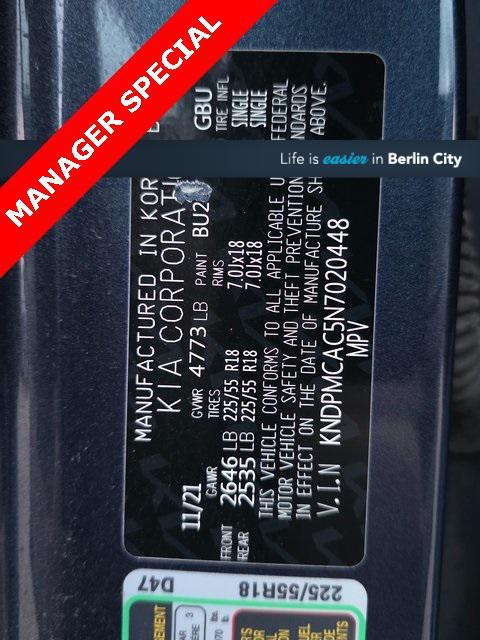 MANAGER SPECIAL
Life is easier in Berlin City
MANUFACTURED IN KOR
KIA CORPORATI
11/21 GVWR 4773 LB PAINT BU2 GBU
GAWR TIRES RIMS TIRE INFL
FRONT 2646 LB 225/55 R18 7.0Jx18 SINGLE
REAR 2535 LB 225/55 R18 7.0Jx18 SINGLE
THIS VEHICLE CONFORMS TO ALL APPLICABLE FEDERAL
MOTOR VEHICLE SAFETY AND THEFT PREVENTION NDARDS
IN EFFECT ON THE DATE OF MANUFACTURE SH ABOVE.
V.I.N KNDPMCAC5N7020448
MPV
D47
225/55R18